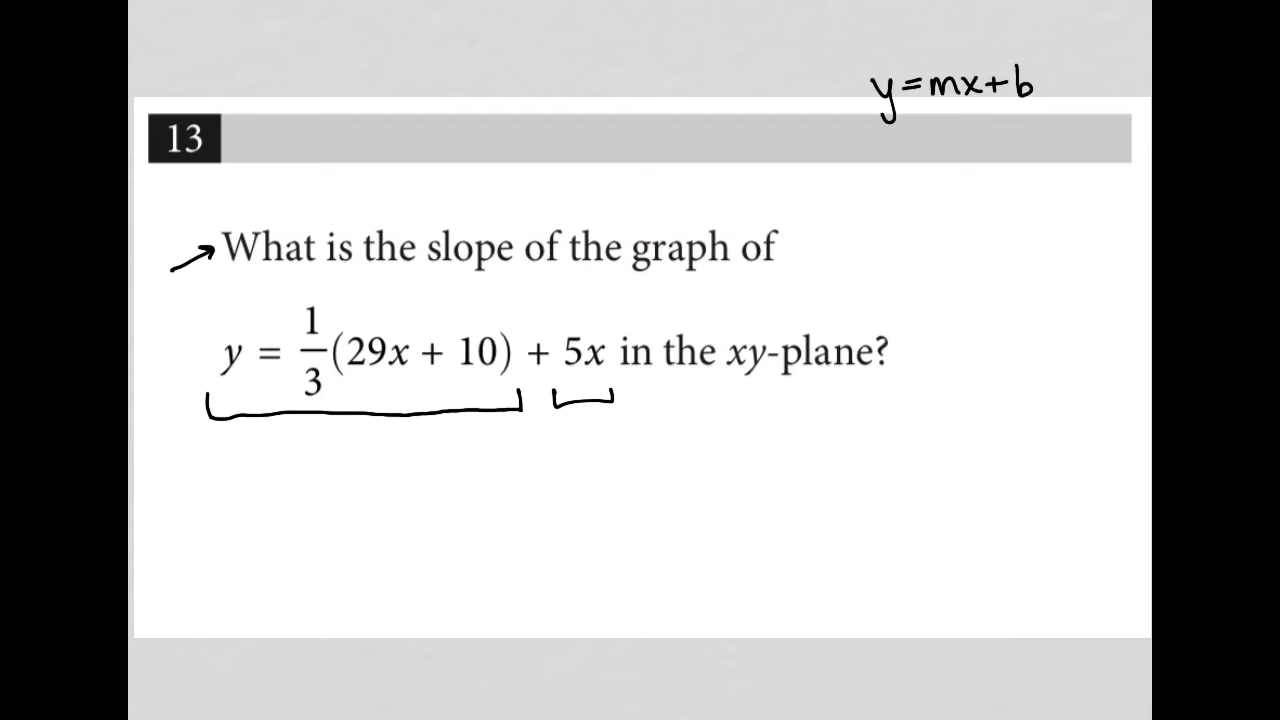 y=mx+b
13
What is the slope of the graph of
y = 1/3(29x + 10) + 5x in the xy-plane?